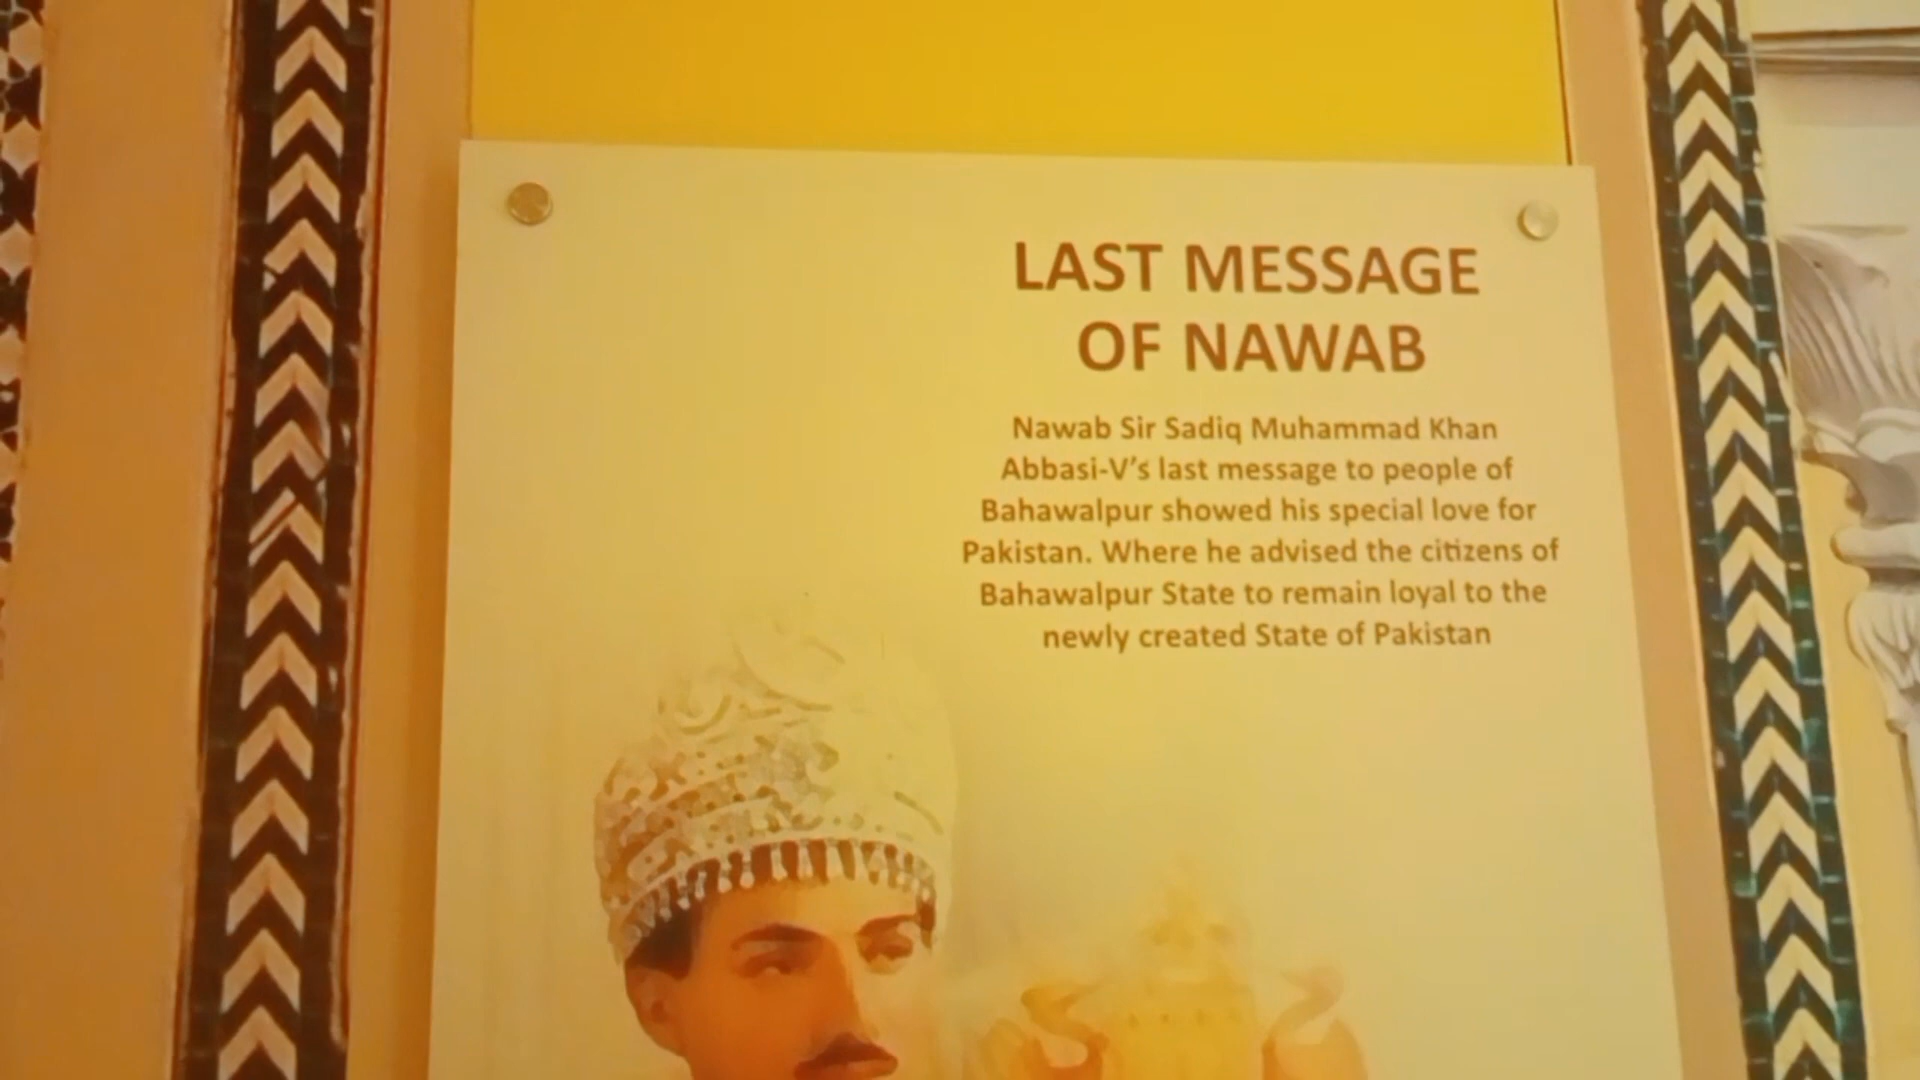 LAST MESSAGE
OF NAWAB
Nawab Sir Sadiq Muhammad Khan
Abbasi-V's last message to people of
Bahawalpur showed his special love for
Pakistan. Where he advised the citizens of
Bahawalpur State to remain loyal to the
newly created State of Pakistan